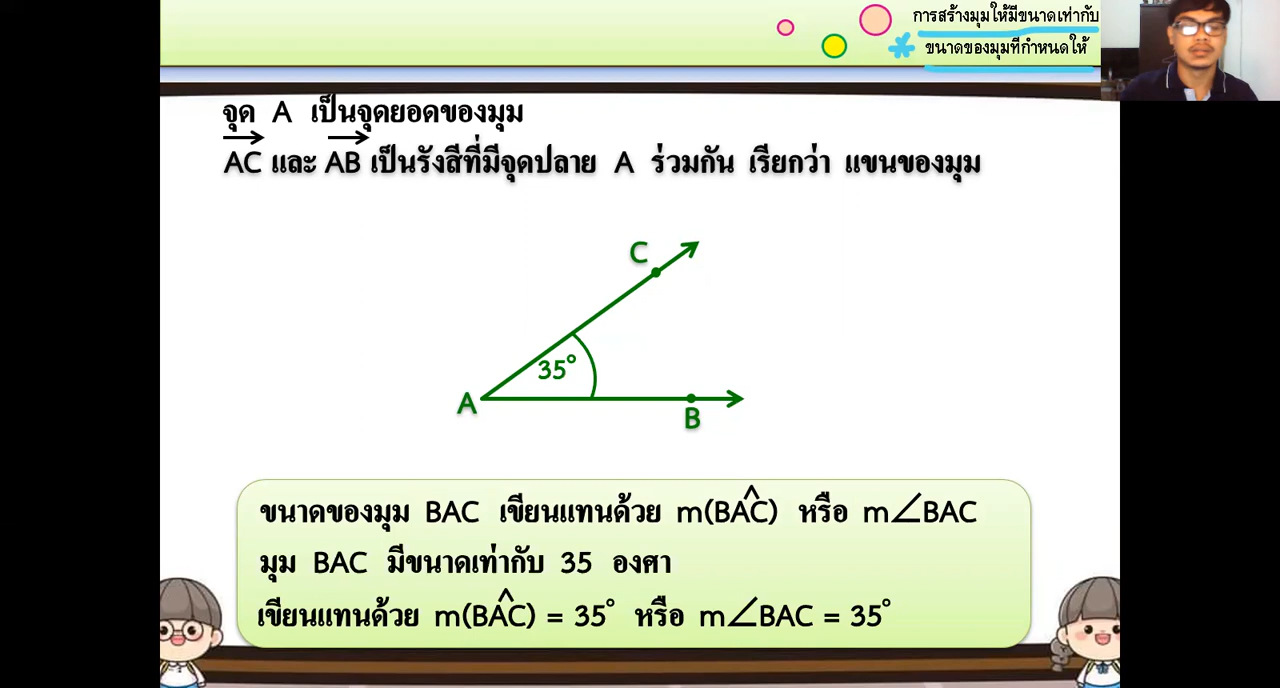 การสร้างมุมให้มีขนาดเท่ากับ
ขนาดของมุมที่กำหนดให้
จุด A เป็นจุดยอดของมุม
AC และ AB เป็นรังสีที่มีจุดปลาย A ร่วมกัน เรียกว่า แขนของมุม
C
35°
A
B
ขนาดของมุม BAC เขียนแทนด้วย m(BÂC) หรือ m∠BAC
มุม BAC มีขนาดเท่ากับ 35 องศา
เขียนแทนด้วย m(BÂC) = 35° หรือ m∠BAC = 35°